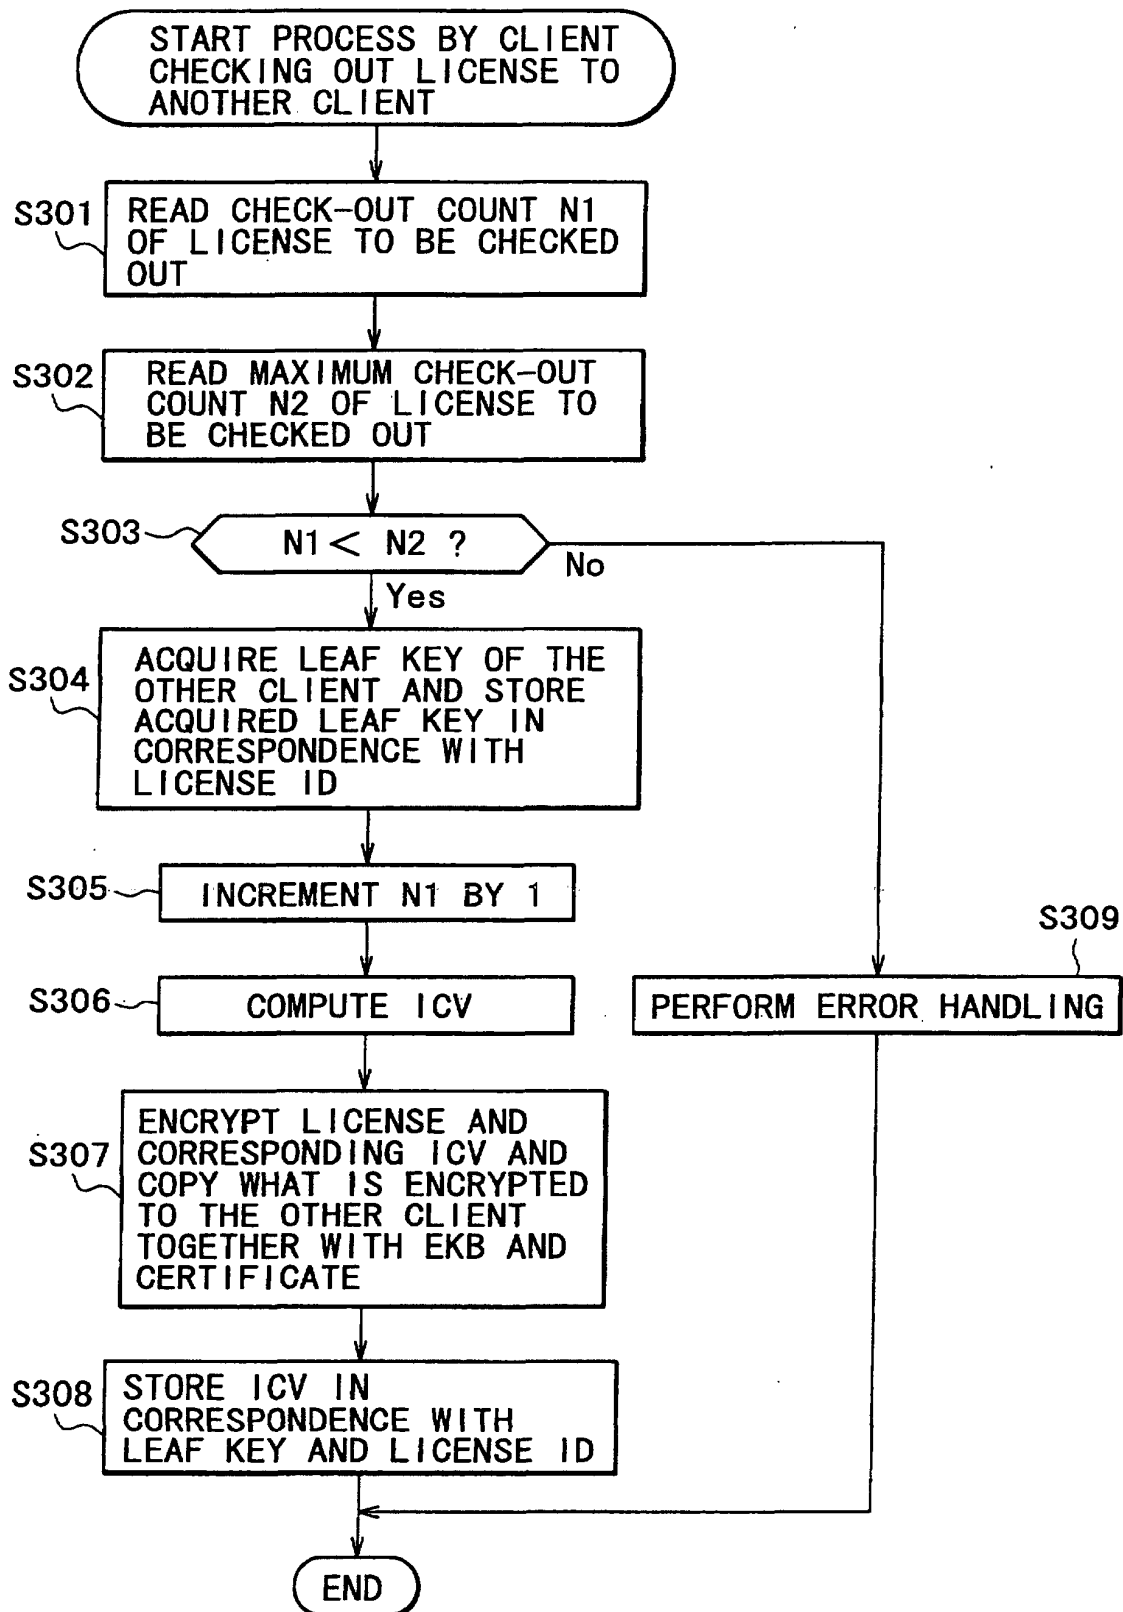 START PROCESS BY CLIENT
CHECKING OUT LICENSE TO
ANOTHER CLIENT
S301
READ CHECK-OUT COUNT N1
OF LICENSE TO BE CHECKED
OUT
S302
READ MAXIMUM CHECK-OUT
COUNT N2 OF LICENSE TO
BE CHECKED OUT
S303
N1 < N2 ?
No
Yes
S304
ACQUIRE LEAF KEY OF THE
OTHER CLIENT AND STORE
ACQUIRED LEAF KEY IN
CORRESPONDENCE WITH
LICENSE ID
S305
INCREMENT N1 BY 1
S309
S306
COMPUTE ICV
PERFORM ERROR HANDLING
S307
ENCRYPT LICENSE AND
CORRESPONDING ICV AND
COPY WHAT IS ENCRYPTED
TO THE OTHER CLIENT
TOGETHER WITH EKB AND
CERTIFICATE
S308
STORE ICV IN
CORRESPONDENCE WITH
LEAF KEY AND LICENSE ID
END